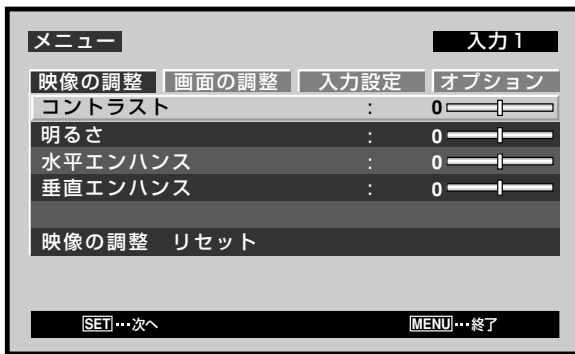 メニュー 入力1
映像の調整 画面の調整 入力設定 オプション
コントラスト : 0
明るさ : 0
水平エンハンス : 0
垂直エンハンス : 0
映像の調整 リセット
SET…次へ MENU…終了